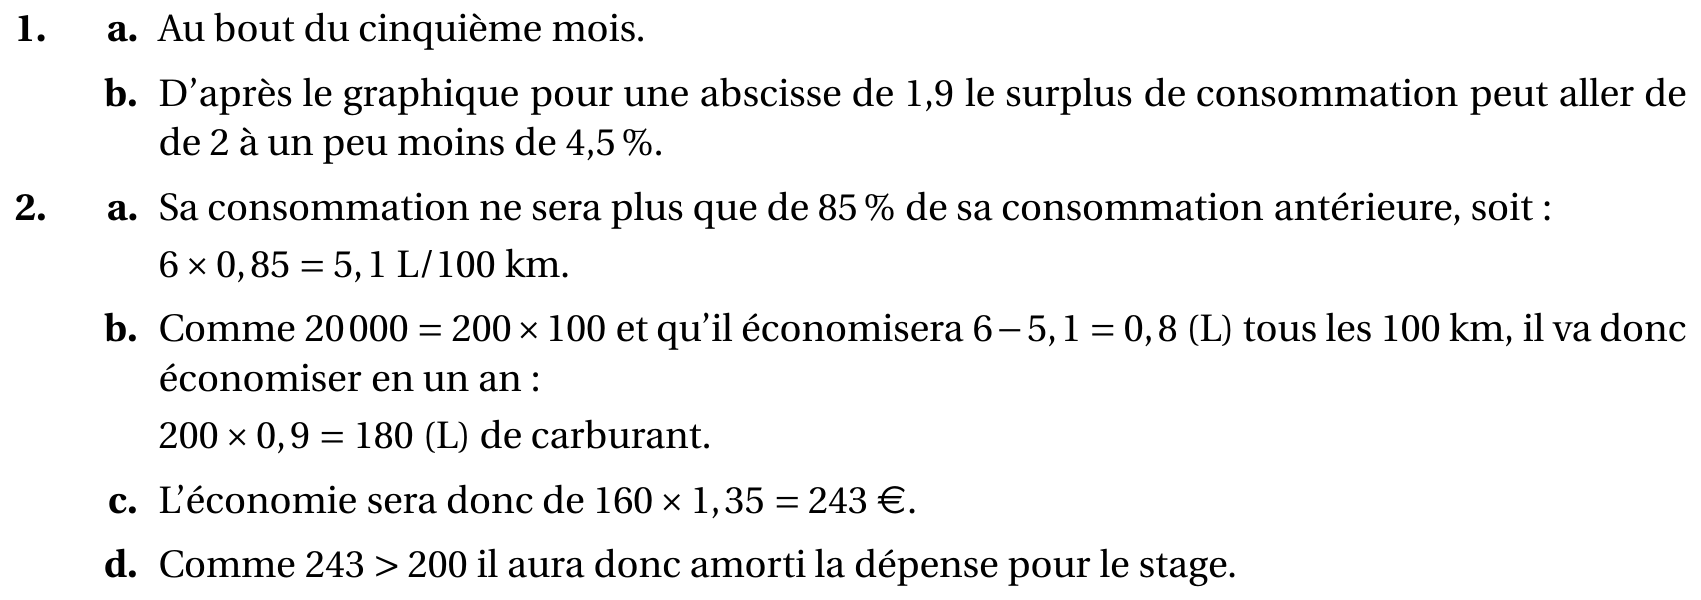 1. a. Au bout du cinquième mois.
b. D'après le graphique pour une abscisse de 1,9 le surplus de consommation peut aller de
de 2 à un peu moins de 4,5 %.
2. a. Sa consommation ne sera plus que de 85 % de sa consommation antérieure, soit :
6 × 0,85 = 5,1 L/100 km.
b. Comme 20 000 = 200 × 100 et qu'il économisera 6 − 5,1 = 0,8 (L) tous les 100 km, il va donc
économiser en un an :
200 × 0,9 = 180 (L) de carburant.
c. L'économie sera donc de 160 × 1,35 = 243 €.
d. Comme 243 > 200 il aura donc amorti la dépense pour le stage.